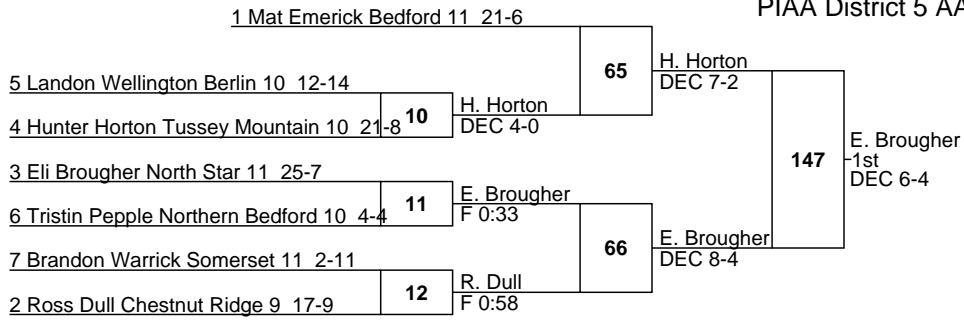 PIAA District 5 AA
1 Mat Emerick Bedford 11 21-6
65
H. Horton
DEC 7-2
5 Landon Wellington Berlin 10 12-14
10
H. Horton
DEC 4-0
4 Hunter Horton Tussey Mountain 10 21-8
147
E. Brougher
1st
DEC 6-4
3 Eli Brougher North Star 11 25-7
11
E. Brougher
F 0:33
6 Tristin Pepple Northern Bedford 10 4-4
66
E. Brougher
DEC 8-4
7 Brandon Warrick Somerset 11 2-11
12
R. Dull
F 0:58
2 Ross Dull Chestnut Ridge 9 17-9